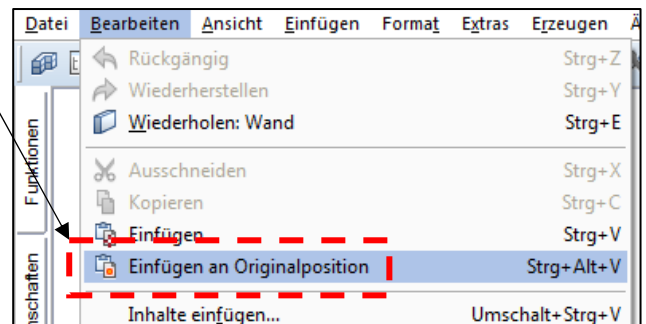 Datei Bearbeiten Ansicht Einfügen Format Extras Erzeugen Ä
Rückgängig Strg+Z
Wiederherstellen Strg+Y
Wiederholen: Wand Strg+E
Ausschneiden Strg+X
Kopieren Strg+C
Einfügen Strg+V
Einfügen an Originalposition Strg+Alt+V
Inhalte einfügen... Umschalt+Strg+V
Funktionen
nschaften